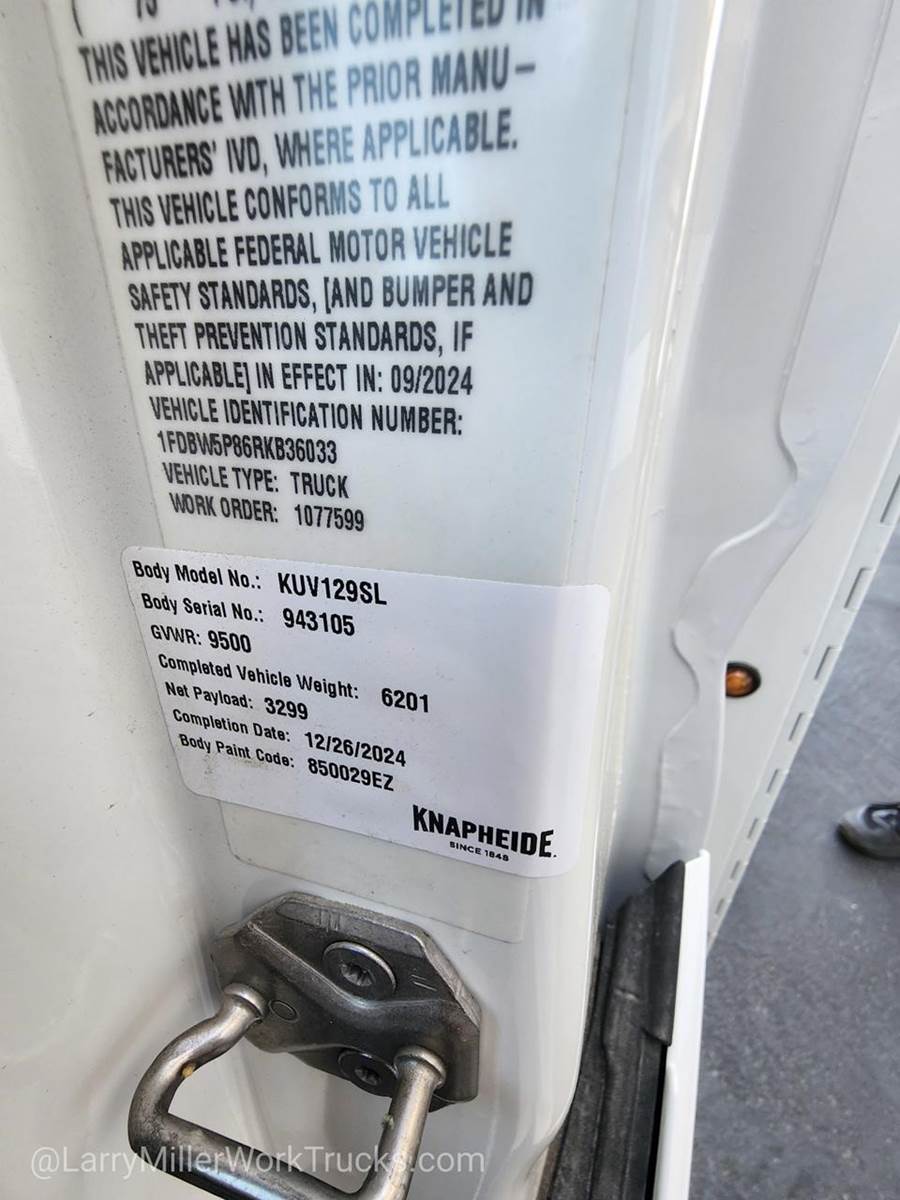 THIS VEHICLE HAS BEEN COMPLETED IN
ACCORDANCE WITH THE PRIOR MANU-
FACTURERS' IVD, WHERE APPLICABLE.
THIS VEHICLE CONFORMS TO ALL
APPLICABLE FEDERAL MOTOR VEHICLE
SAFETY STANDARDS, [AND BUMPER AND
THEFT PREVENTION STANDARDS, IF
APPLICABLE] IN EFFECT IN: 09/2024
VEHICLE IDENTIFICATION NUMBER:
1FDBW5P86RKB36033
VEHICLE TYPE: TRUCK
WORK ORDER: 1077599
Body Model No.: KUV129SL
Body Serial No.: 943105
GVWR: 9500
Completed Vehicle Weight: 6201
Net Payload: 3299
Completion Date: 12/26/2024
Body Paint Code: 850029EZ
KNAPHEIDE.
SINCE 1848
@LarryMillerWorkTrucks.com